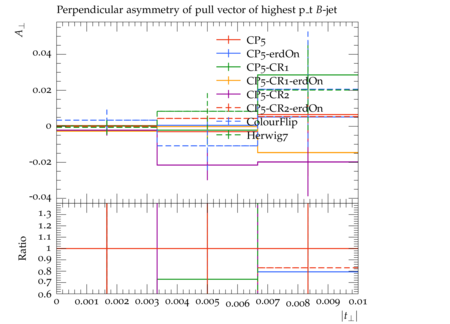 Perpendicular asymmetry of pull vector of highest p_t B-jet
A⊥
0.04
0.02
0
−0.02
−0.04
CP5
CP5-erdOn
CP5-CR1
CP5-CR1-erdOn
CP5-CR2
CP5-CR2-erdOn
ColourFlip
Herwig7
Ratio
1.3
1.2
1.1
1
0.9
0.8
0.7
0.6
0 0.001 0.002 0.003 0.004 0.005 0.006 0.007 0.008 0.009 0.01
|t⊥|